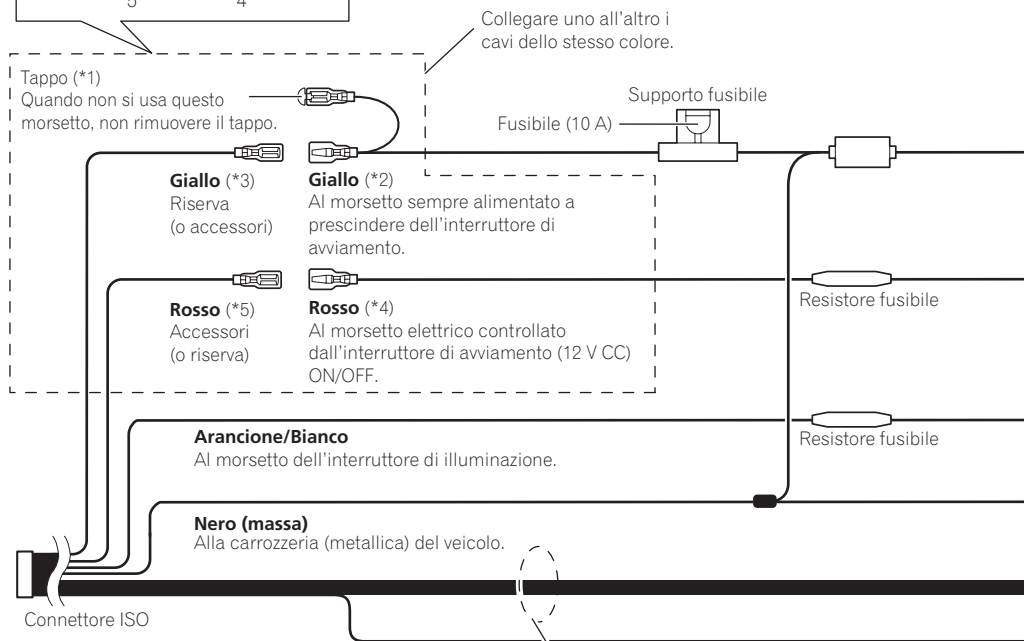 5 4
Collegare uno all'altro i
cavi dello stesso colore.
Tappo (*1)
Quando non si usa questo
morsetto, non rimuovere il tappo.
Supporto fusibile
Fusibile (10 A)
Giallo (*3)
Riserva
(o accessori)
Giallo (*2)
Al morsetto sempre alimentato a
prescindere dell'interruttore di
avviamento.
Resistore fusibile
Rosso (*5)
Accessori
(o riserva)
Rosso (*4)
Al morsetto elettrico controllato
dall'interruttore di avviamento (12 V CC)
ON/OFF.
Resistore fusibile
Arancione/Bianco
Al morsetto dell'interruttore di illuminazione.
Nero (massa)
Alla carrozzeria (metallica) del veicolo.
Connettore ISO